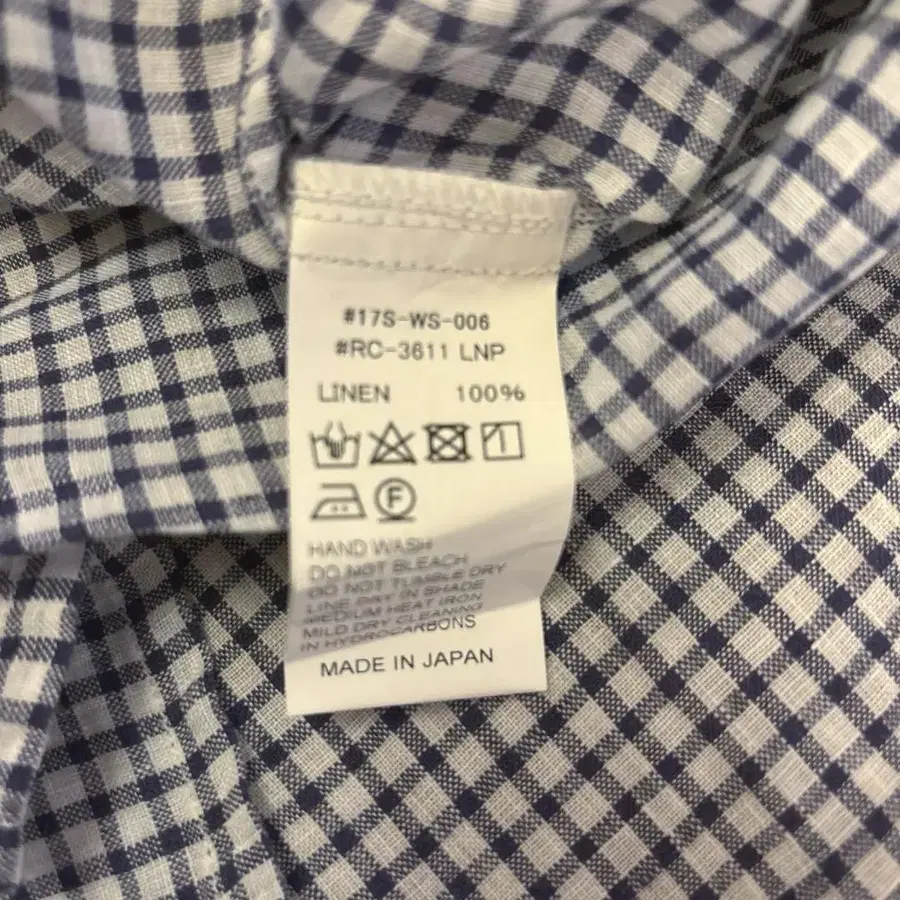 #17S-WS-006
#RC-3611 LNP
LINEN 100%
F
HAND WASH
DO NOT BLEACH
DO NOT TUMBLE DRY
LINE DRY IN SHADE
MEDIUM HEAT IRON
MILD DRY CLEANING
IN HYDROCARBONS
MADE IN JAPAN